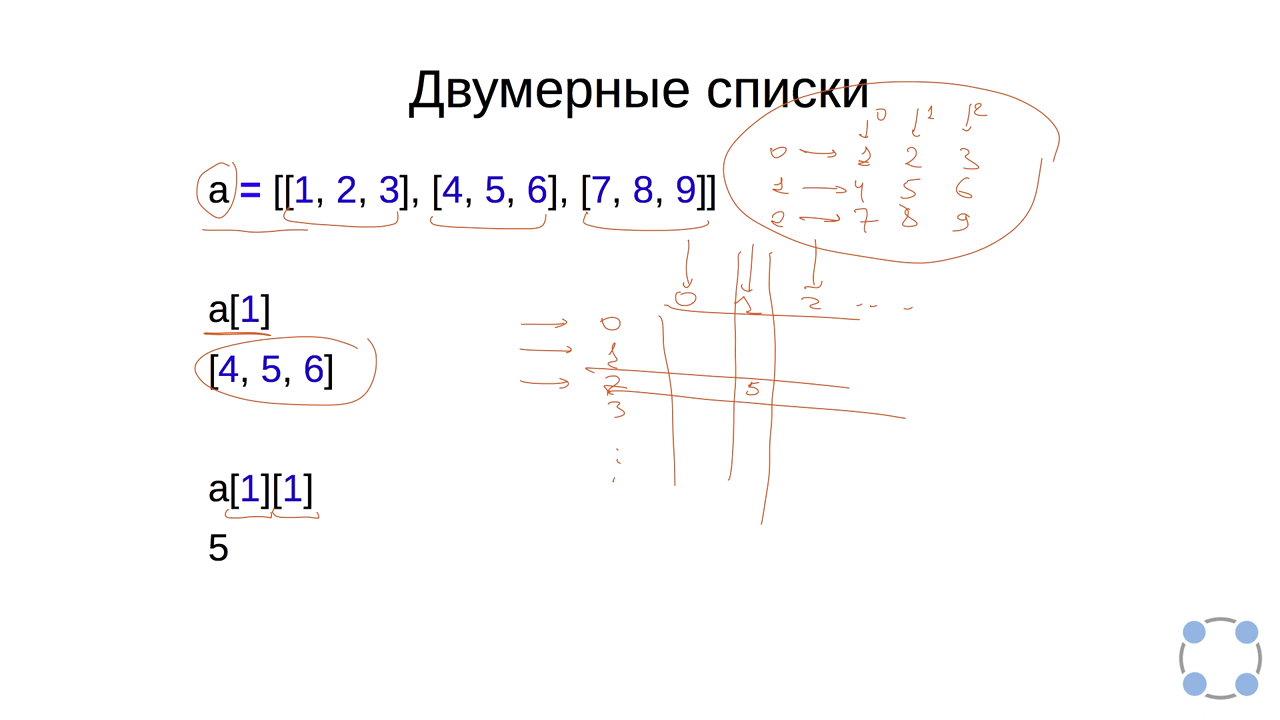 Двумерные списки
0 1 2
0 → 1 2 3
1 → 4 5 6
2 → 7 8 9
a = [[1, 2, 3], [4, 5, 6], [7, 8, 9]]
0 1 2 ....
a[1]
0
1
[4, 5, 6]
2 5
3
a[1][1]
5